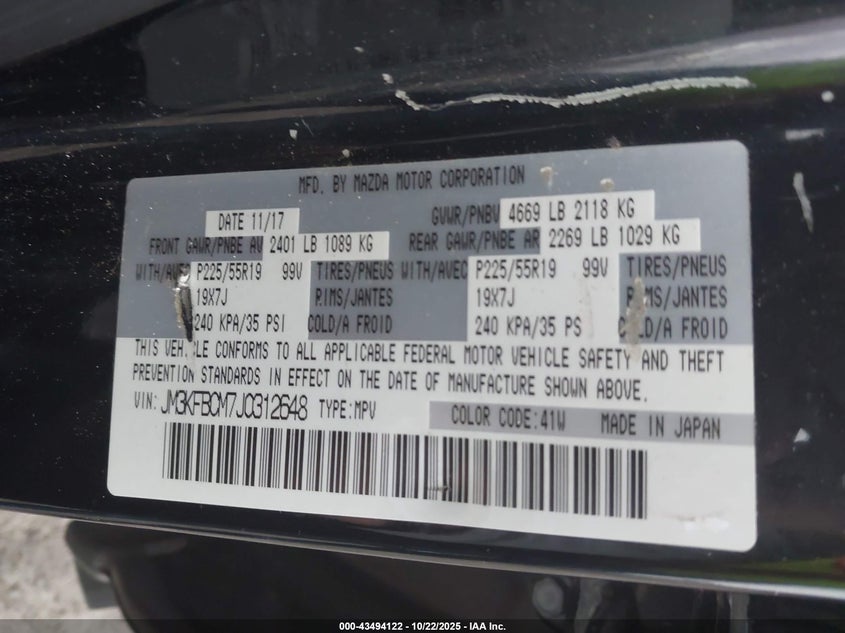 MFD. BY MAZDA MOTOR CORPORATION
DATE 11/17 GVWR/PNBV 4669 LB 2118 KG
FRONT GAWR/PNBE AV 2401 LB 1089 KG REAR GAWR/PNBE AR 2269 LB 1029 KG
WITH/AVEC P225/55R19 99V TIRES/PNEUS WITH/AVEC P225/55R19 99V TIRES/PNEUS
19X7J RIMS/JANTES 19X7J RIMS/JANTES
240 KPA/35 PSI COLD/A FROID 240 KPA/35 PS COLD/A FROID
THIS VEHICLE CONFORMS TO ALL APPLICABLE FEDERAL MOTOR VEHICLE SAFETY AND THEFT
PREVENTION STANDARDS IN EFFECT ON THE DATE OF MANUFACTURE SHOWN ABOVE.
VIN: JM3KFBCM7J0312648 TYPE:MPV COLOR CODE:41W MADE IN JAPAN
000-43494122 - 10/22/2025 - IAA Inc.